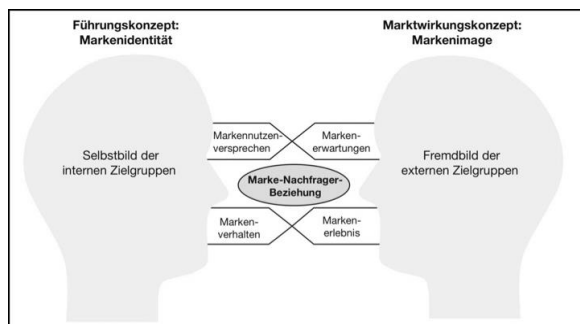 Führungskonzept:
Markenidentität
Marktwirkungskonzept:
Markenimage
Selbstbild der
internen Zielgruppen
Markennutzen-
versprechen
Marken-
erwartungen
Marke-Nachfrager-
Beziehung
Marken-
verhalten
Marken-
erlebnis
Fremdbild der
externen Zielgruppen